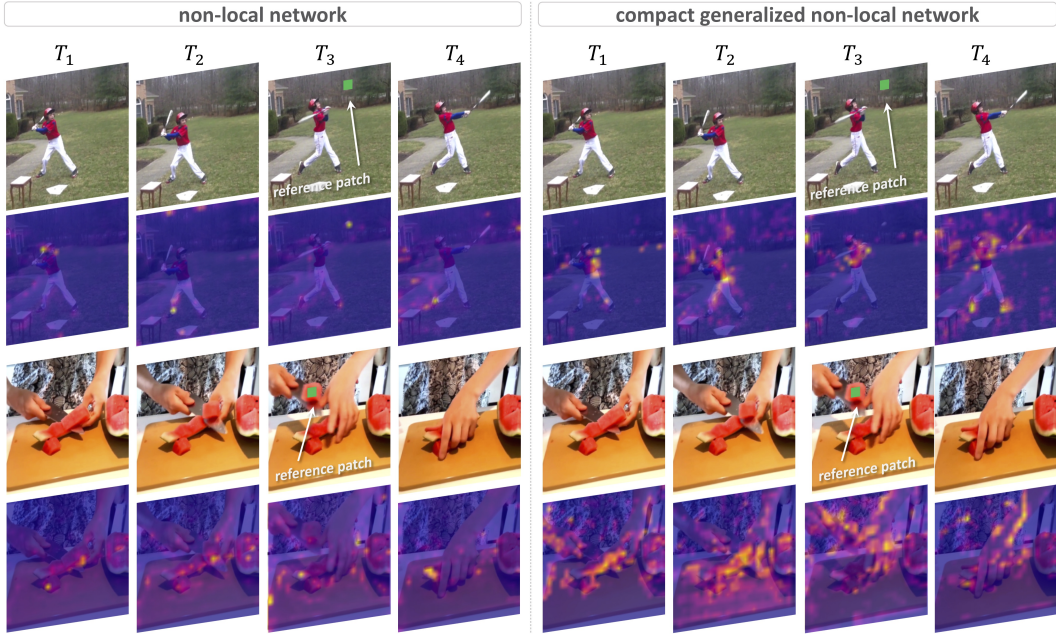 non-local network
compact generalized non-local network
T₁ T₂ T₃ T₄ T₁ T₂ T₃ T₄
reference patch
reference patch
reference patch
reference patch